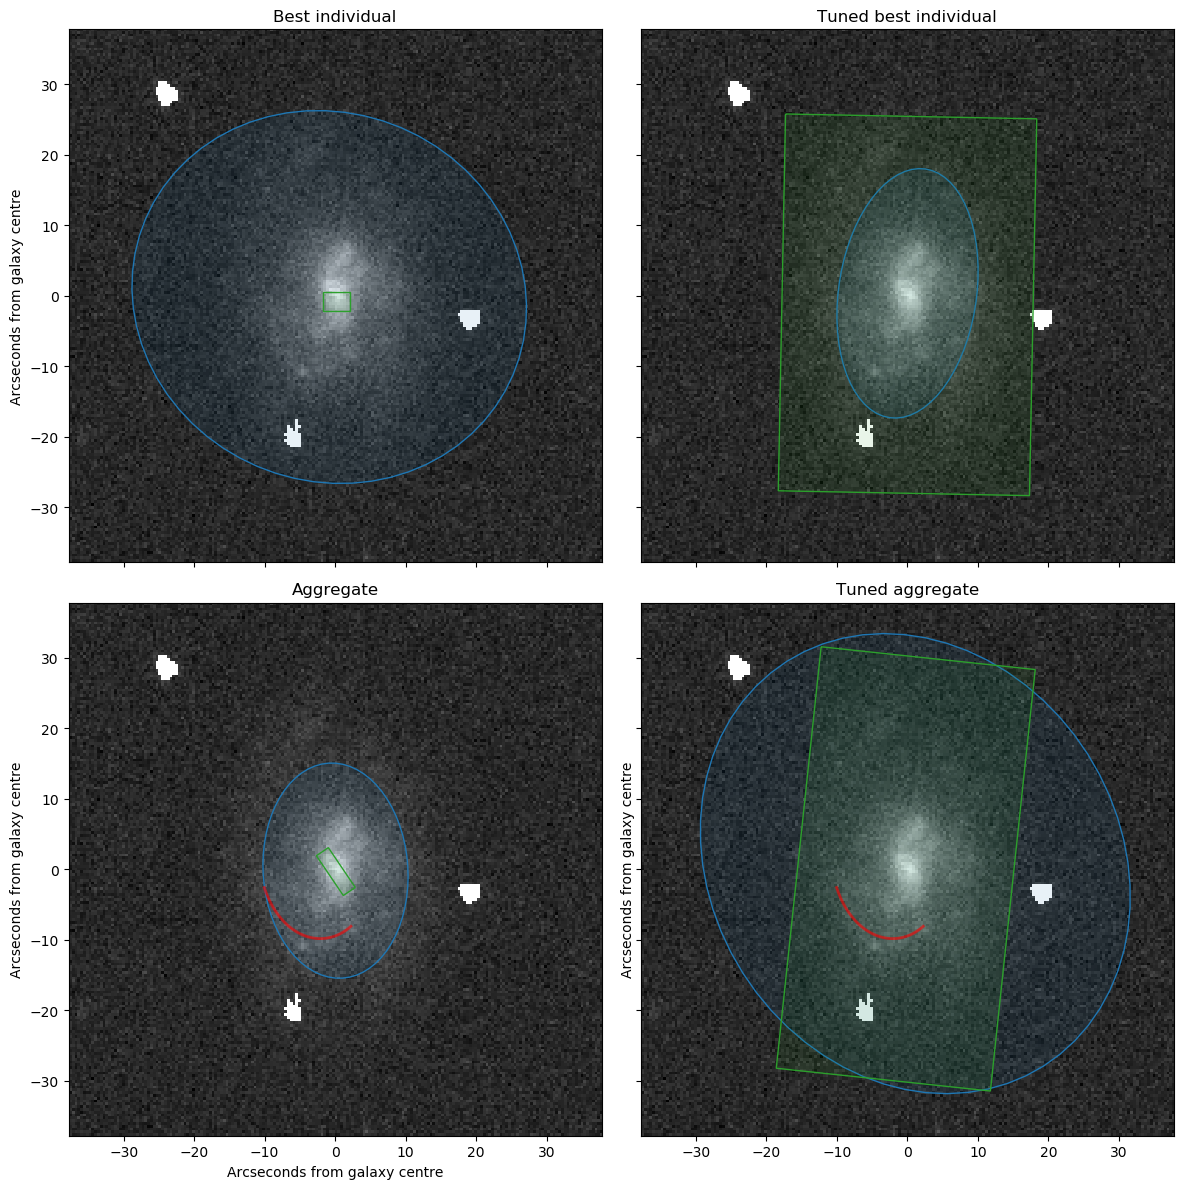 Best individual
Tuned best individual
Arcseconds from galaxy centre
30
20
10
0
−10
−20
−30
Aggregate
Tuned aggregate
Arcseconds from galaxy centre
30
20
10
0
−10
−20
−30
Arcseconds from galaxy centre
−30 −20 −10 0 10 20 30
−30 −20 −10 0 10 20 30
Arcseconds from galaxy centre